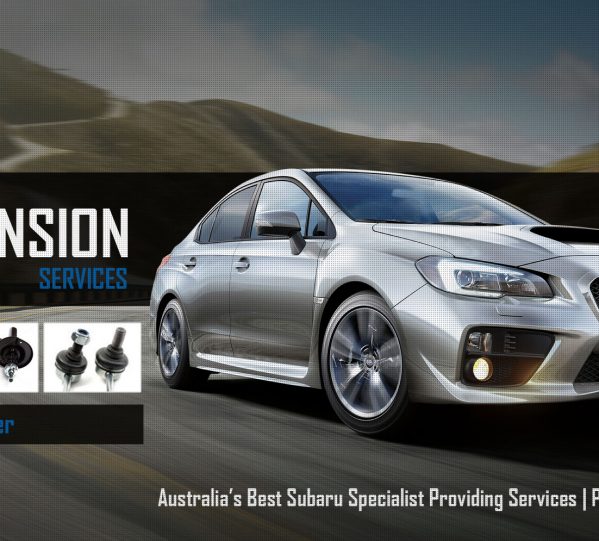 NSION
SERVICES
er
Australia's Best Subaru Specialist Providing Services | P